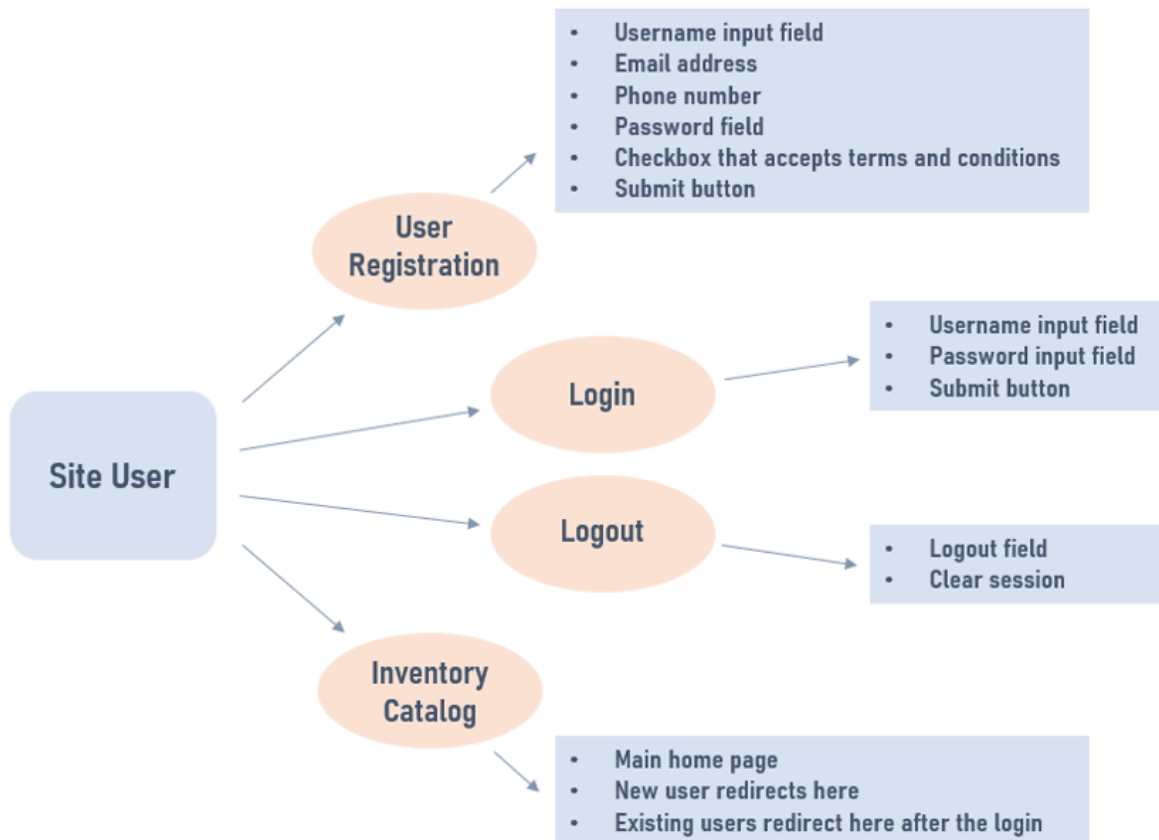 • Username input field
• Email address
• Phone number
• Password field
• Checkbox that accepts terms and conditions
• Submit button
User
Registration
• Username input field
• Password input field
• Submit button
Login
Site User
Logout
• Logout field
• Clear session
Inventory
Catalog
• Main home page
• New user redirects here
• Existing users redirect here after the login